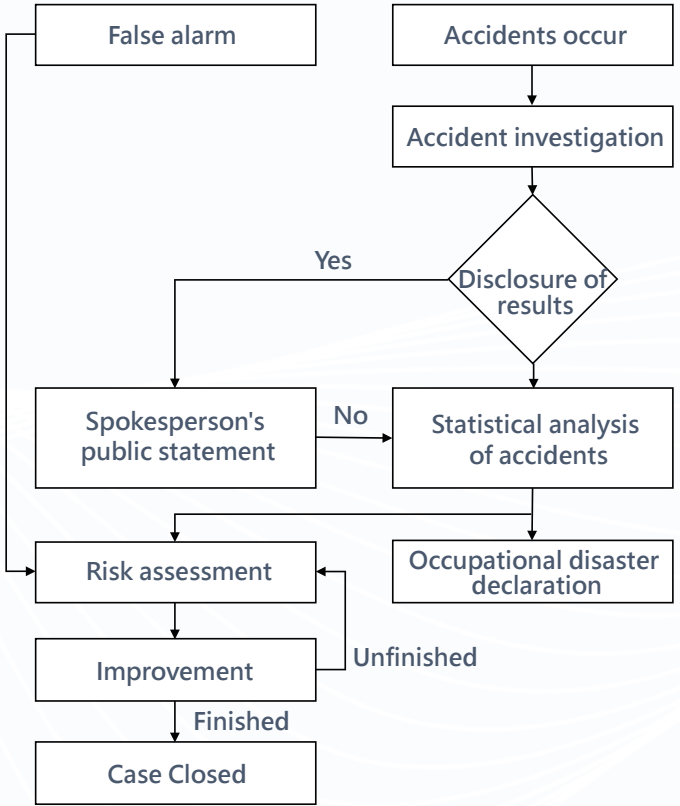 False alarm
Accidents occur
Accident investigation
Yes
Disclosure of
results
Spokesperson's
public statement
No
Statistical analysis
of accidents
Risk assessment
Occupational disaster
declaration
Improvement
Unfinished
Finished
Case Closed